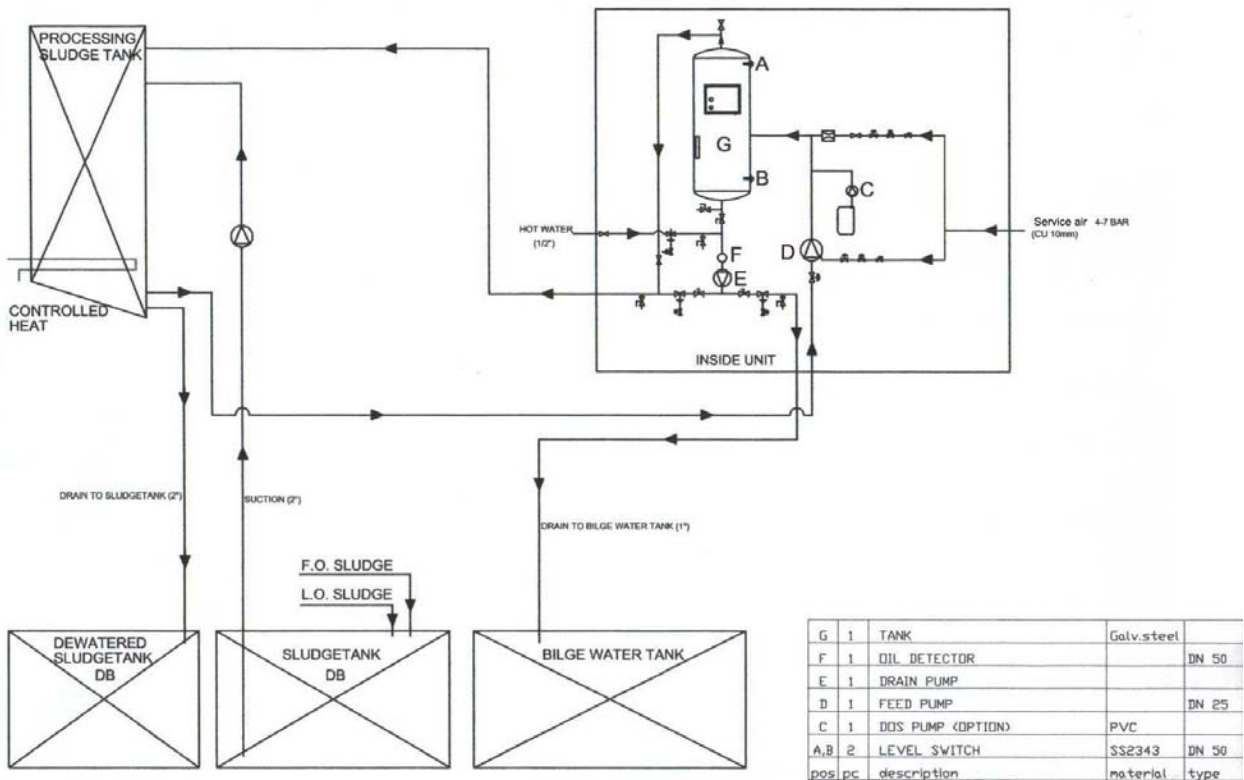 PROCESSING
SLUDGE TANK
CONTROLLED
HEAT
A
G
B
C
D
F
E
HOT WATER
(1/2")
Service air 4-7 BAR
(CU 10mm)
INSIDE UNIT
DRAIN TO SLUDGETANK (2")
SUCTION (2")
DRAIN TO BILGE WATER TANK (1")
F.O. SLUDGE
L.O. SLUDGE
DEWATERED
SLUDGETANK
DB
SLUDGETANK
DB
BILGE WATER TANK
G 1 TANK Galv.steel
F 1 OIL DETECTOR DN 50
E 1 DRAIN PUMP
D 1 FEED PUMP DN 25
C 1 DOS PUMP (OPTION) PVC
A,B 2 LEVEL SWITCH SS2343 DN 50
pos pc description material type